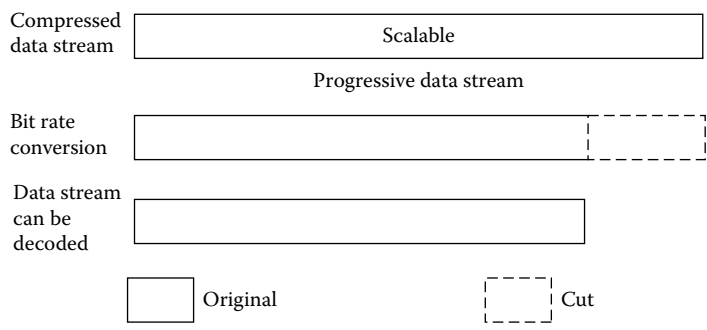 Compressed
data stream
Scalable
Progressive data stream
Bit rate
conversion
Data stream
can be
decoded
Original
Cut